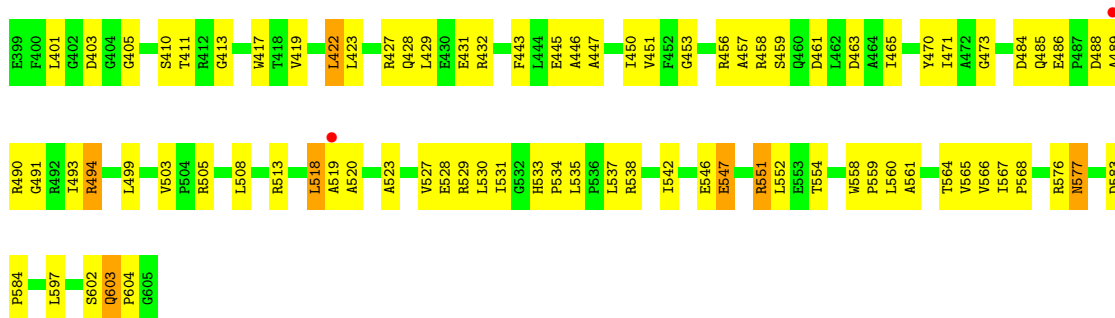 E399 F400 L401 G402 D403 G404 G405 S410 T411 R412 G413 W417 T418 V419 L422 L423 R427 Q428 L429 E430 E431 R432 F443 L444 E445 A446 A447 I450 V451 F452 G453 R456 A457 R458 S459 Q460 D461 L462 D463 A464 I465 Y470 I471 A472 G473 D484 Q485 E486 P487 D488 A489
R490 G491 R492 I493 R494 L499 V503 P504 R505 L508 R513 L518 A519 A520 A523 V527 E528 R529 L530 I531 G532 H533 P534 L535 P536 L537 R538 I542 E546 E547 R551 L552 E553 T554 W558 P559 L560 A561 T564 V565 V566 I567 P568 R576 N577
P584 L597 S602 Q603 P604 G605